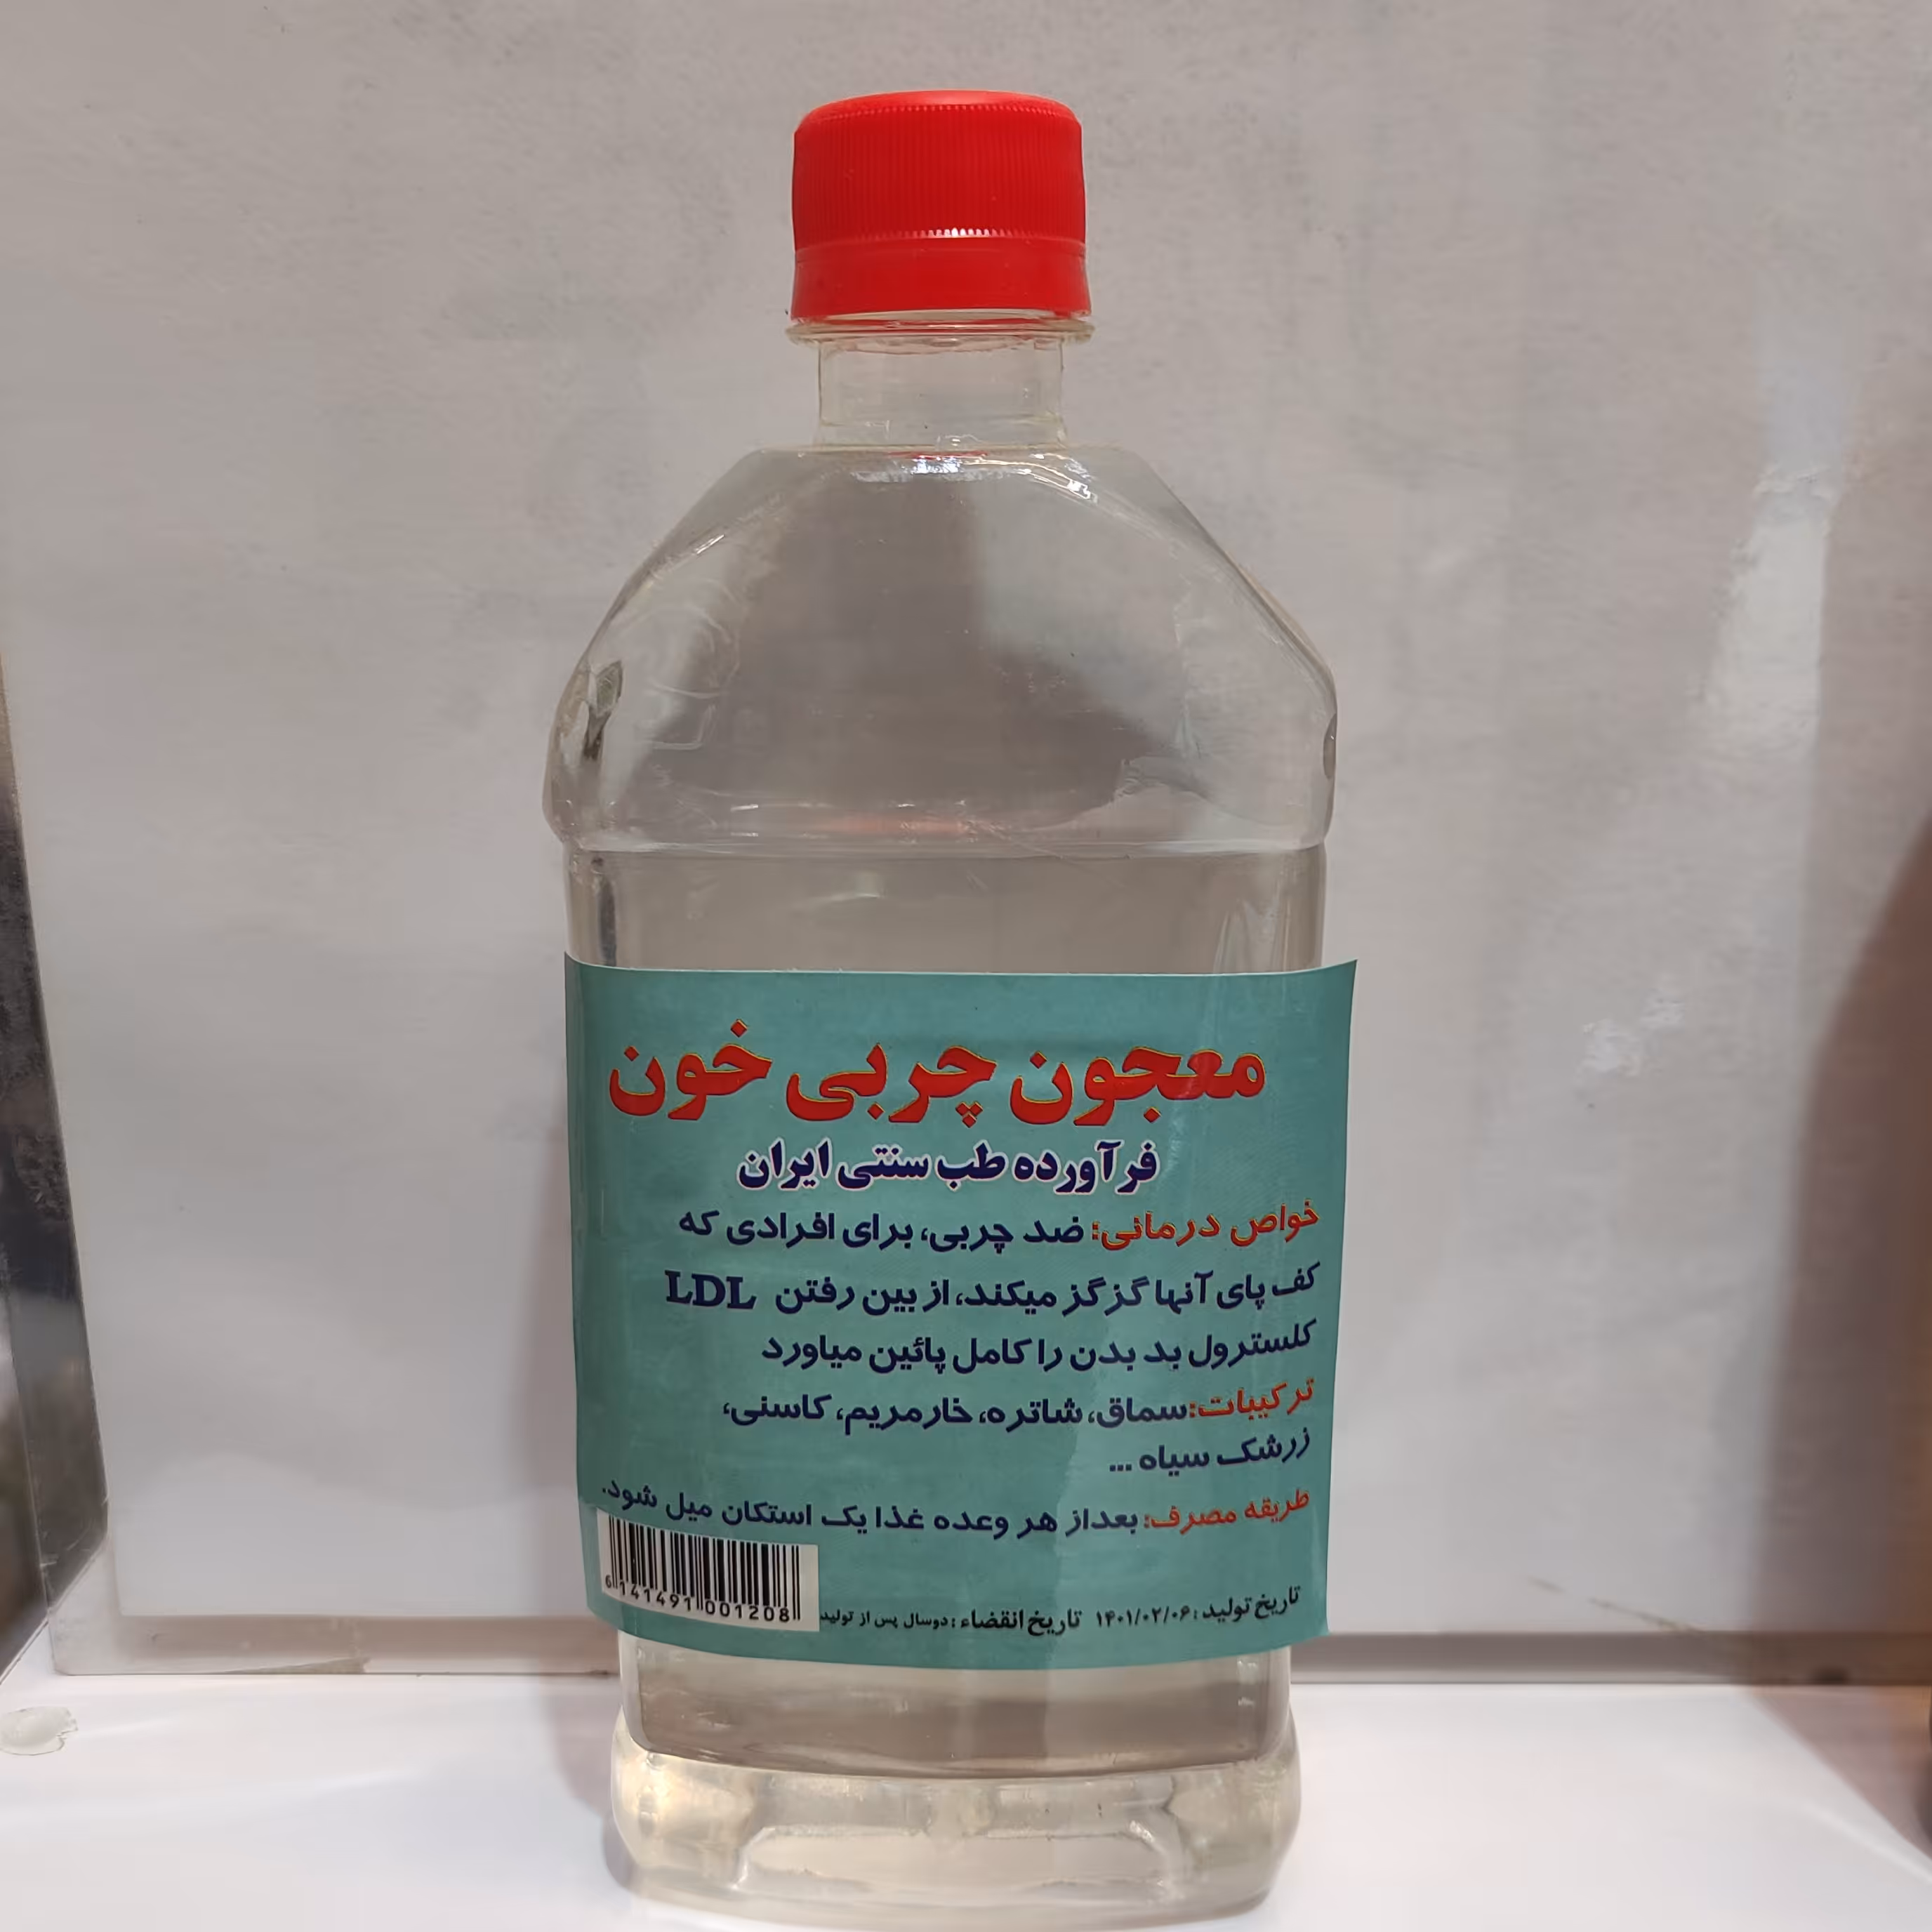 معجون چربی خون
فرآورده طب سنتی ایران
خواص درمانی: ضد چربی، برای افرادی که
کف پای آنها گزگز میکند، از بین رفتن LDL
کلسترول بد بدن را کامل پائین میاورد
ترکیبات: سماق، شاتره، خارمریم، کاسنی،
زرشک سیاه ...
طریقه مصرف: بعداز هر وعده غذا یک استکان میل شود.
تاریخ تولید: ۱۴۰۱/۰۲/۰۶ تاریخ انقضاء: دوسال پس از تولید
6 141491 001208